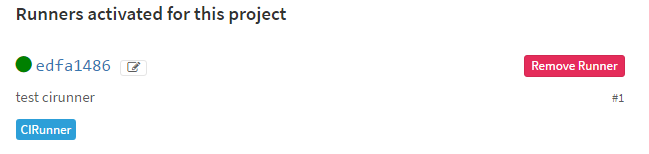 Runners activated for this project
edfa1486
Remove Runner
test cirunner
#1
CIRunner